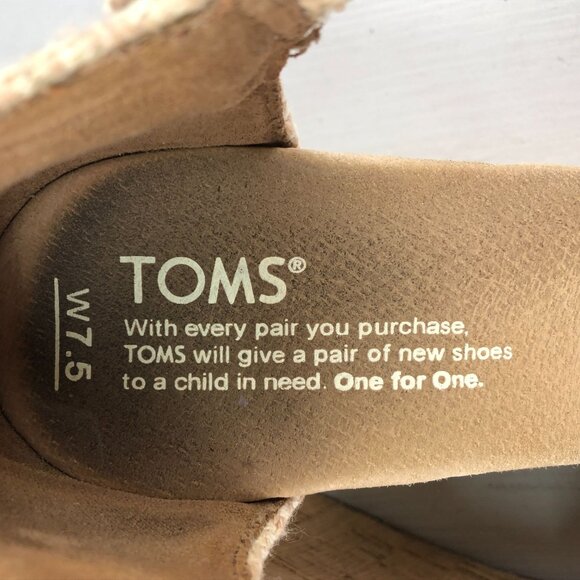 TOMS®
With every pair you purchase,
TOMS will give a pair of new shoes
to a child in need. One for One.
W7.5